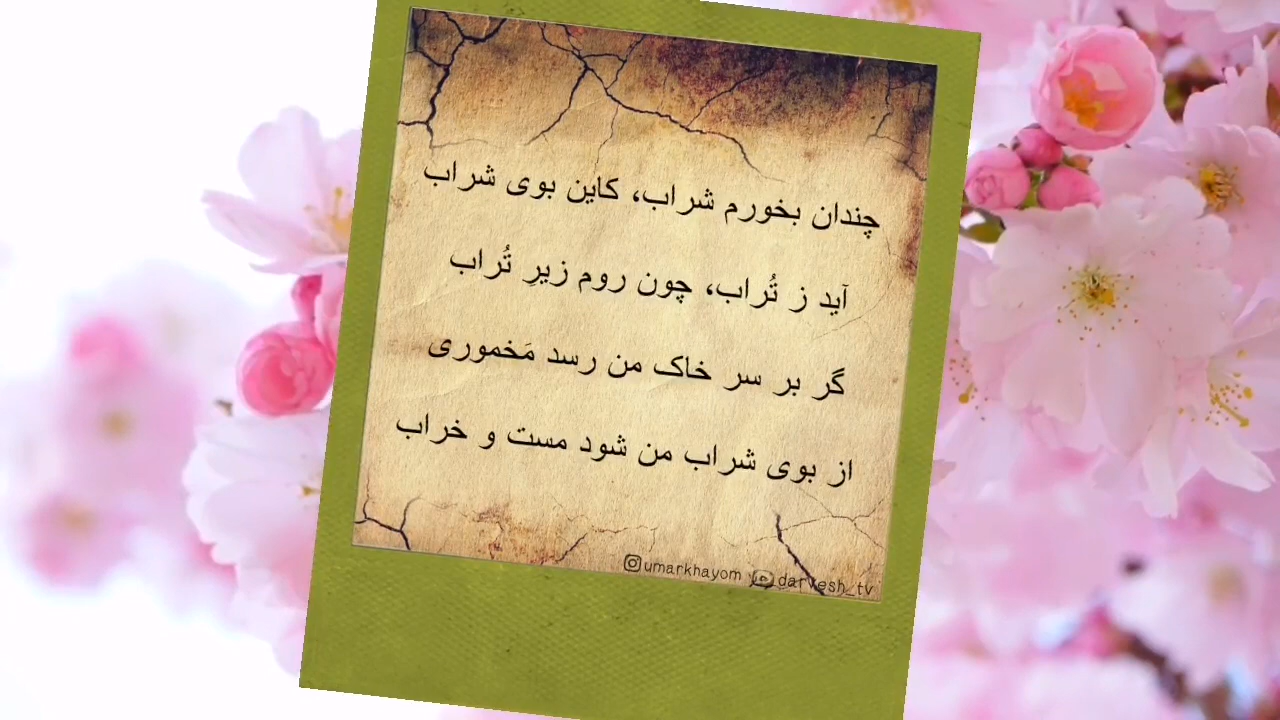 چندان بخورم شراب، کاین بوی شراب
آید ز تُراب، چون روم زیرِ تُراب
گر بر سر خاک من رسد مَخموری
از بوی شراب من شود مست و خراب
umarkhayom darvesh_tv